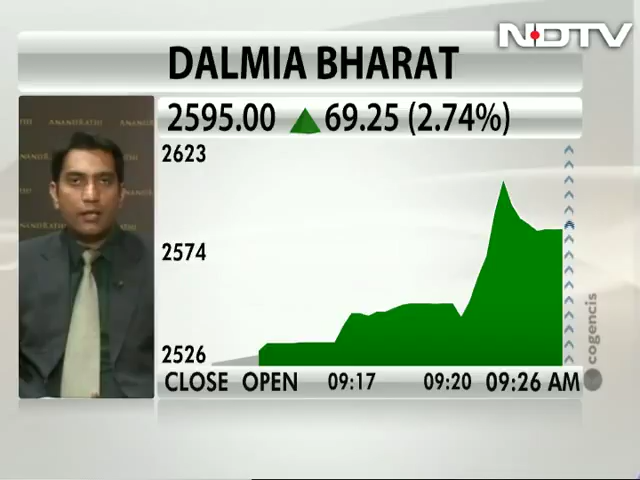 NDTV
DALMIA BHARAT
2595.00 ▲ 69.25 (2.74%)
ANANDRATHI
2623
2574
2526
CLOSE OPEN 09:17 09:20 09:26 AM
cogencis